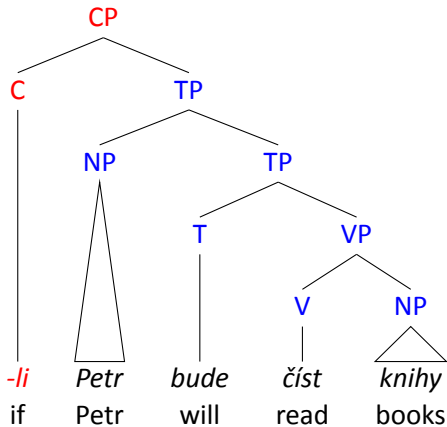 CP
C TP
NP TP
T VP
V NP
-li Petr bude číst knihy
if Petr will read books